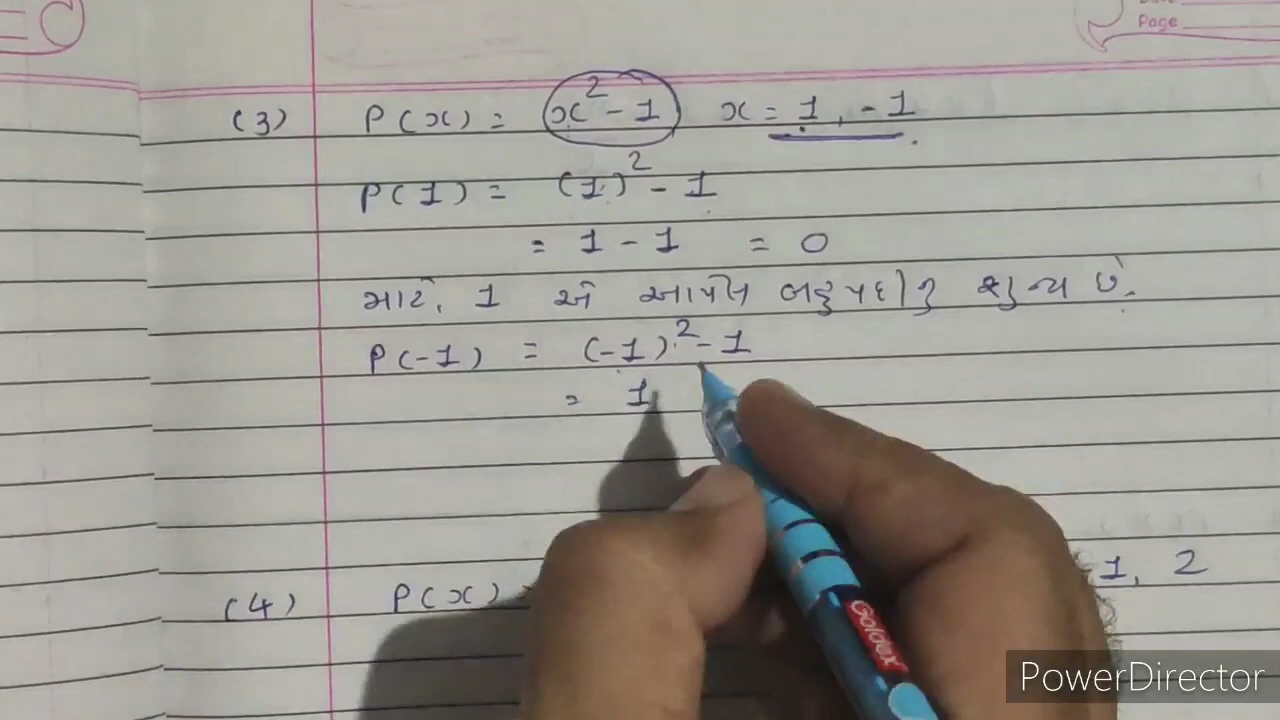 Page
(3) P(x) = x² - 1 x = 1, -1.
P(1) = (1)² - 1
= 1 - 1 = 0
માટે, 1 એ આપેલ બહુપદીનું શુન્ય છે.
P(-1) = (-1)² - 1
= 1
(4) P(x) 1, 2
Goldex
PowerDirector